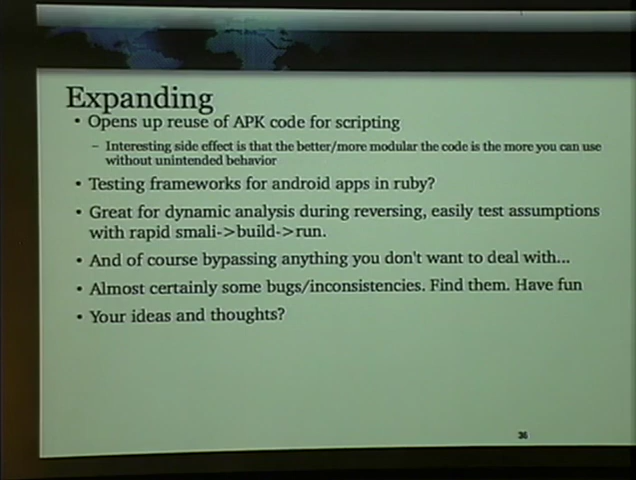 Expanding
• Opens up reuse of APK code for scripting
– Interesting side effect is that the better/more modular the code is the more you can use
without unintended behavior
• Testing frameworks for android apps in ruby?
• Great for dynamic analysis during reversing, easily test assumptions
with rapid smali->build->run.
• And of course bypassing anything you don't want to deal with...
• Almost certainly some bugs/inconsistencies. Find them. Have fun
• Your ideas and thoughts?
36